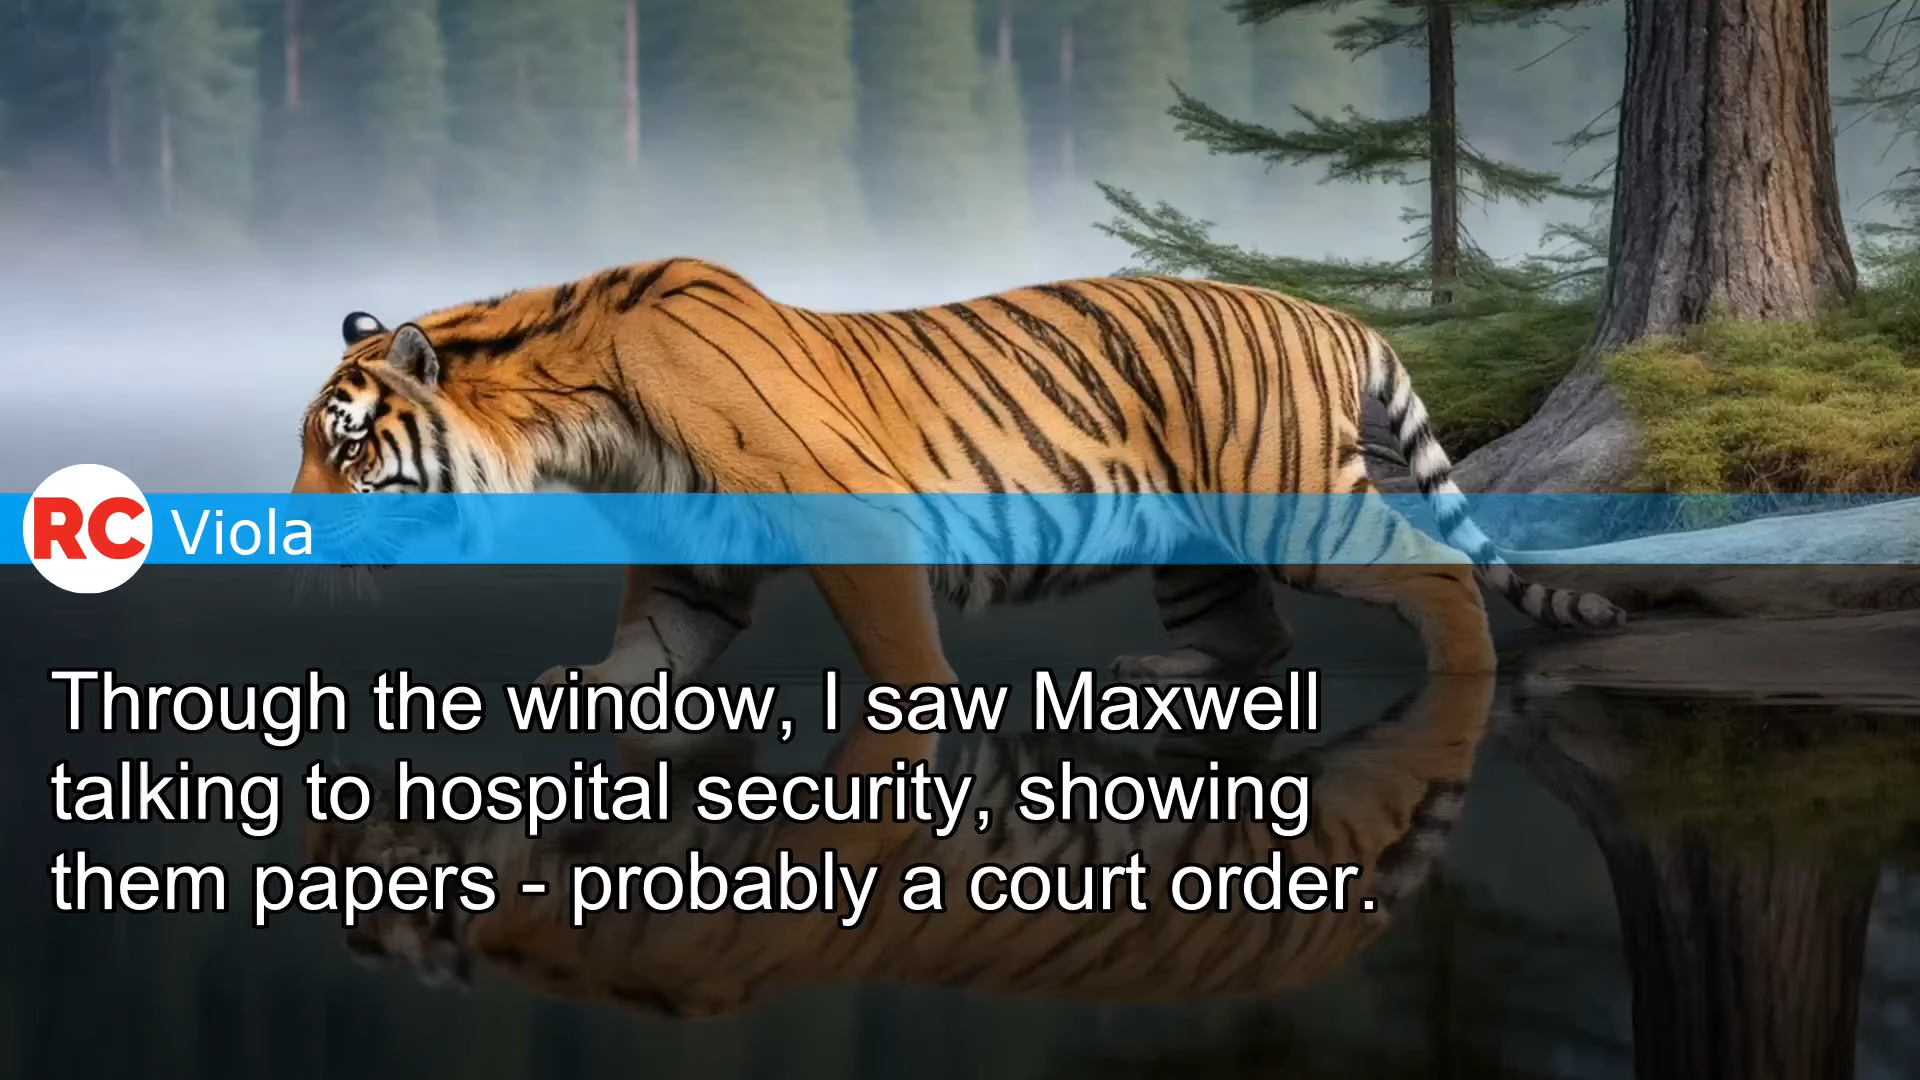 RC Viola
Through the window, I saw Maxwell
talking to hospital security, showing
them papers - probably a court order.